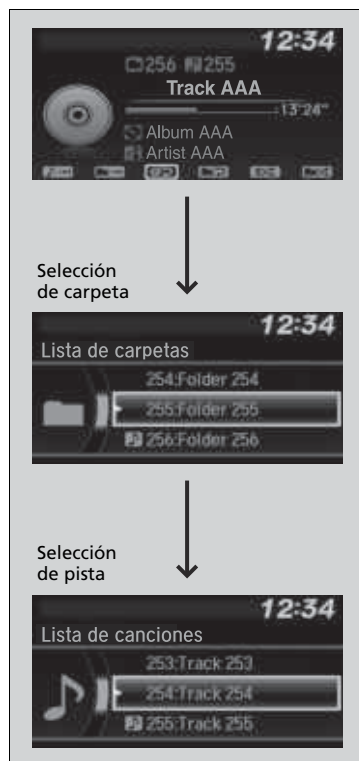 12:34
256 255
Track AAA
13'24"
Album AAA
Artist AAA
Selección
de carpeta
12:34
Lista de carpetas
254:Folder 254
255:Folder 255
256:Folder 256
Selección
de pista
12:34
Lista de canciones
253:Track 253
254:Track 254
255:Track 255